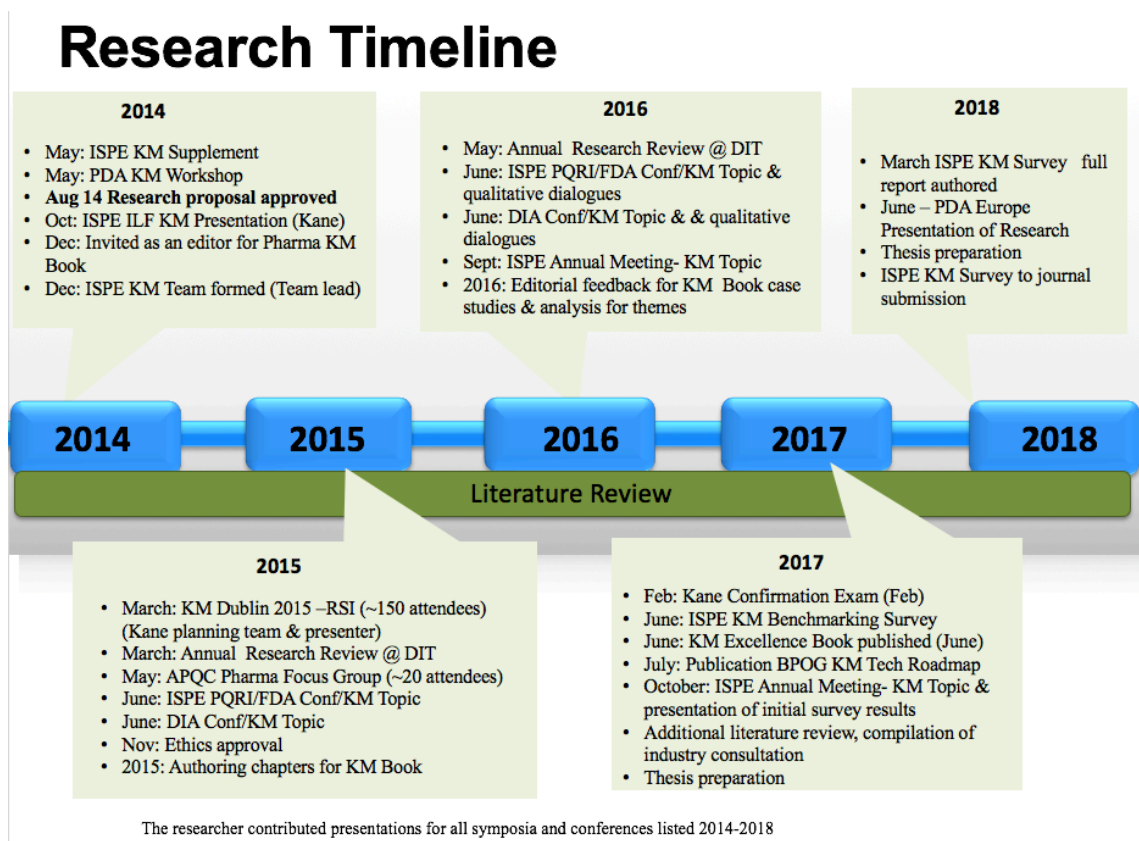 Research Timeline
2014
• May: ISPE KM Supplement
• May: PDA KM Workshop
• Aug 14 Research proposal approved
• Oct: ISPE ILF KM Presentation (Kane)
• Dec: Invited as an editor for Pharma KM
Book
• Dec: ISPE KM Team formed (Team lead)
2016
• May: Annual Research Review @ DIT
• June: ISPE PQRI/FDA Conf/KM Topic &
qualitative dialogues
• June: DIA Conf/KM Topic & & qualitative
dialogues
• Sept: ISPE Annual Meeting- KM Topic
• 2016: Editorial feedback for KM Book case
studies & analysis for themes
2018
• March ISPE KM Survey full
report authored
• June – PDA Europe
Presentation of Research
• Thesis preparation
• ISPE KM Survey to journal
submission
2014
2015
2016
2017
2018
Literature Review
2015
• March: KM Dublin 2015 –RSI (~150 attendees)
(Kane planning team & presenter)
• March: Annual Research Review @ DIT
• May: APQC Pharma Focus Group (~20 attendees)
• June: ISPE PQRI/FDA Conf/KM Topic
• June: DIA Conf/KM Topic
• Nov: Ethics approval
• 2015: Authoring chapters for KM Book
2017
• Feb: Kane Confirmation Exam (Feb)
• June: ISPE KM Benchmarking Survey
• June: KM Excellence Book published (June)
• July: Publication BPOG KM Tech Roadmap
• October: ISPE Annual Meeting- KM Topic &
presentation of initial survey results
• Additional literature review, compilation of
industry consultation
• Thesis preparation
The researcher contributed presentations for all symposia and conferences listed 2014-2018